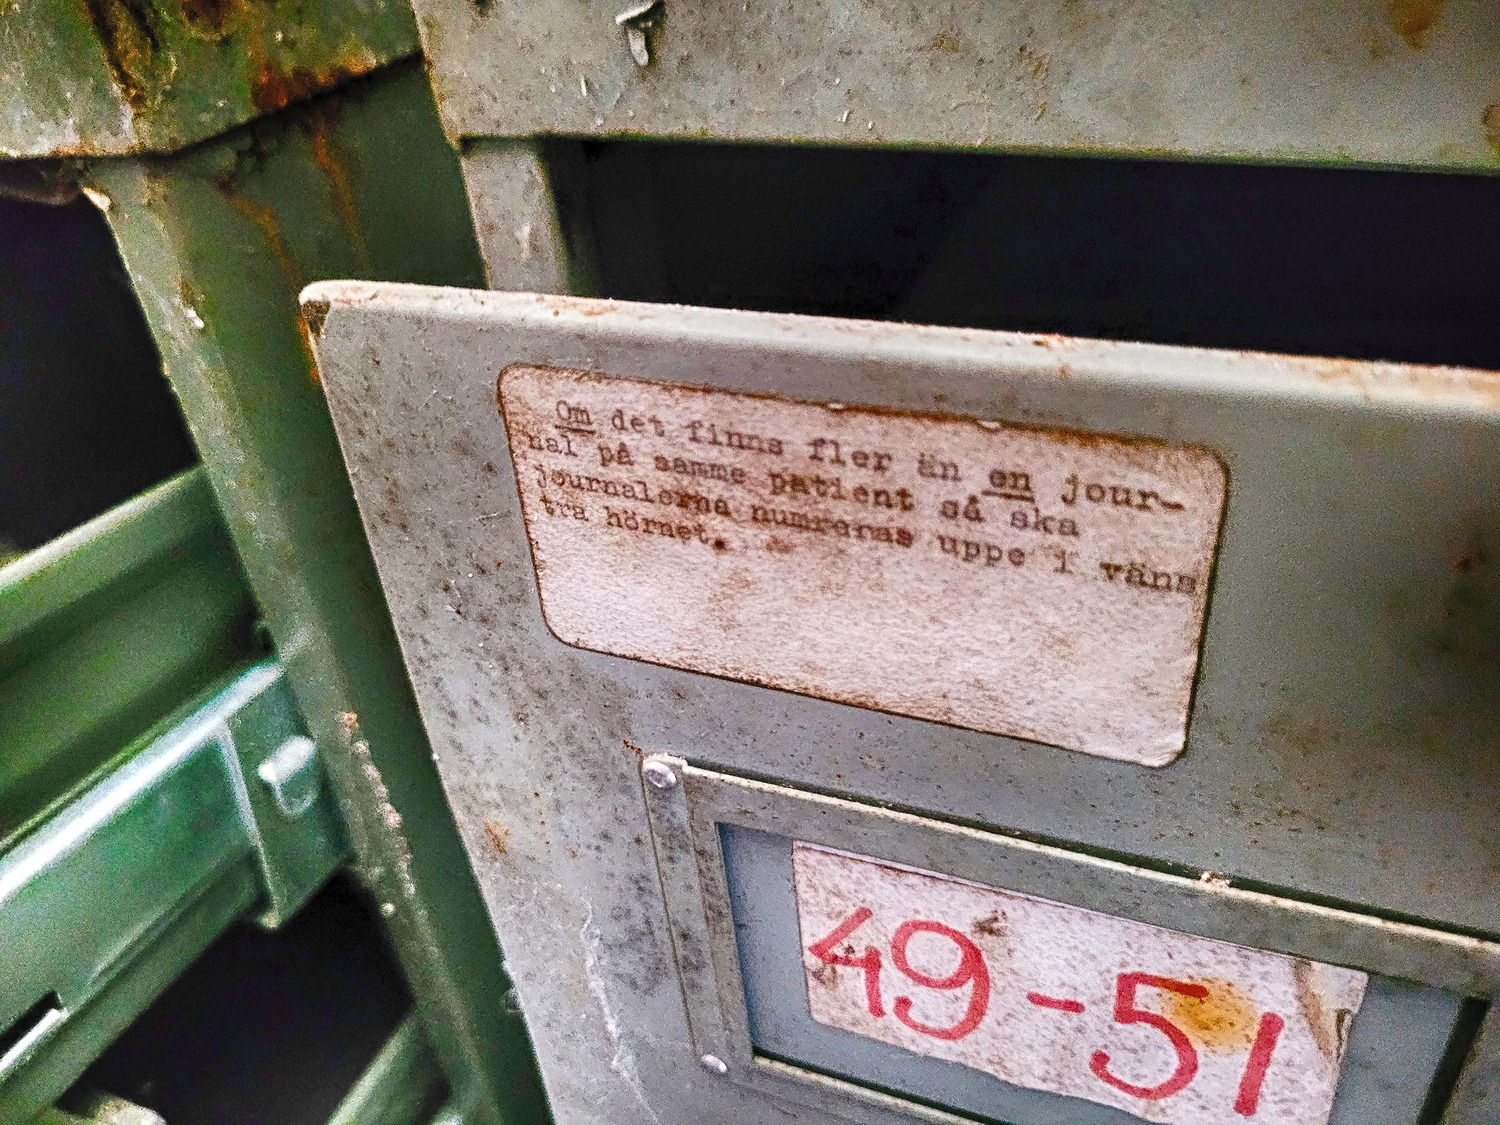 Om det finns fler än en jour-
nal på samme patient så ska
journalerna numreras uppe i väns
tra hörnet.
49-51